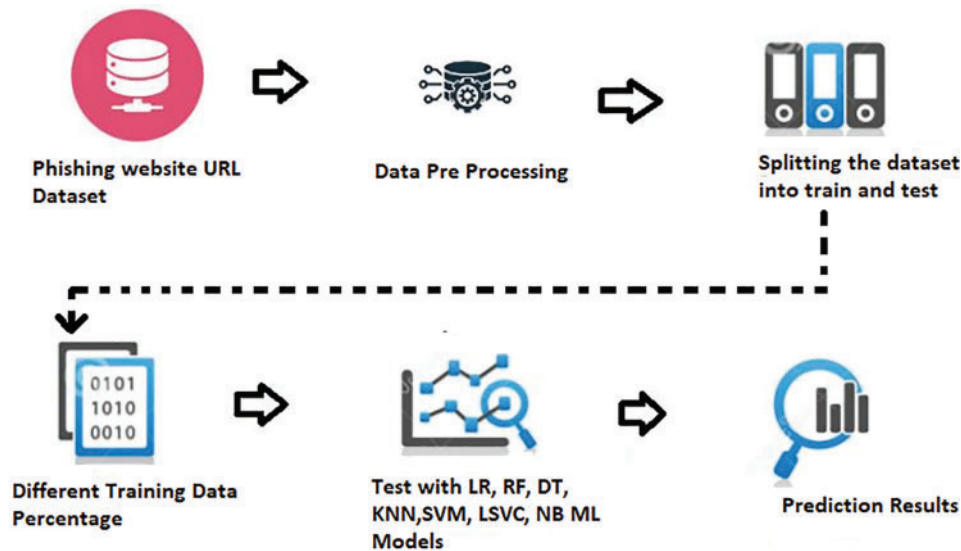 Phishing website URL
Dataset
Data Pre Processing
Splitting the dataset
into train and test
0101
1010
0010
Different Training Data
Percentage
Test with LR, RF, DT,
KNN,SVM, LSVC, NB ML
Models
Prediction Results